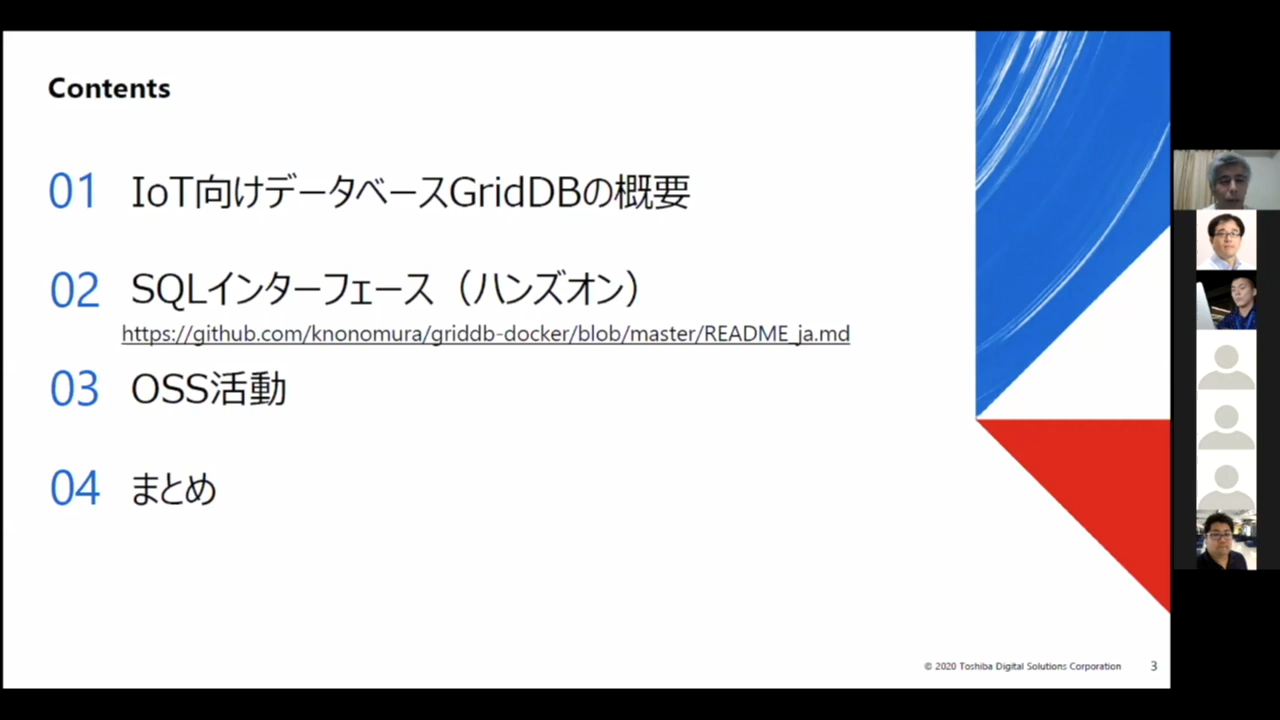 Contents
01 IoT向けデータベースGridDBの概要
02 SQLインターフェース（ハンズオン）
https://github.com/knonomura/griddb-docker/blob/master/README_ja.md
03 OSS活動
04 まとめ
© 2020 Toshiba Digital Solutions Corporation 3